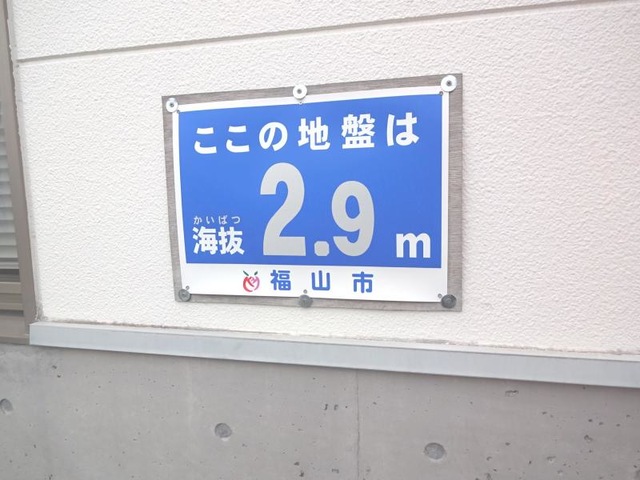 ここの地盤は
かいばつ
海抜 2.9 m
福山市